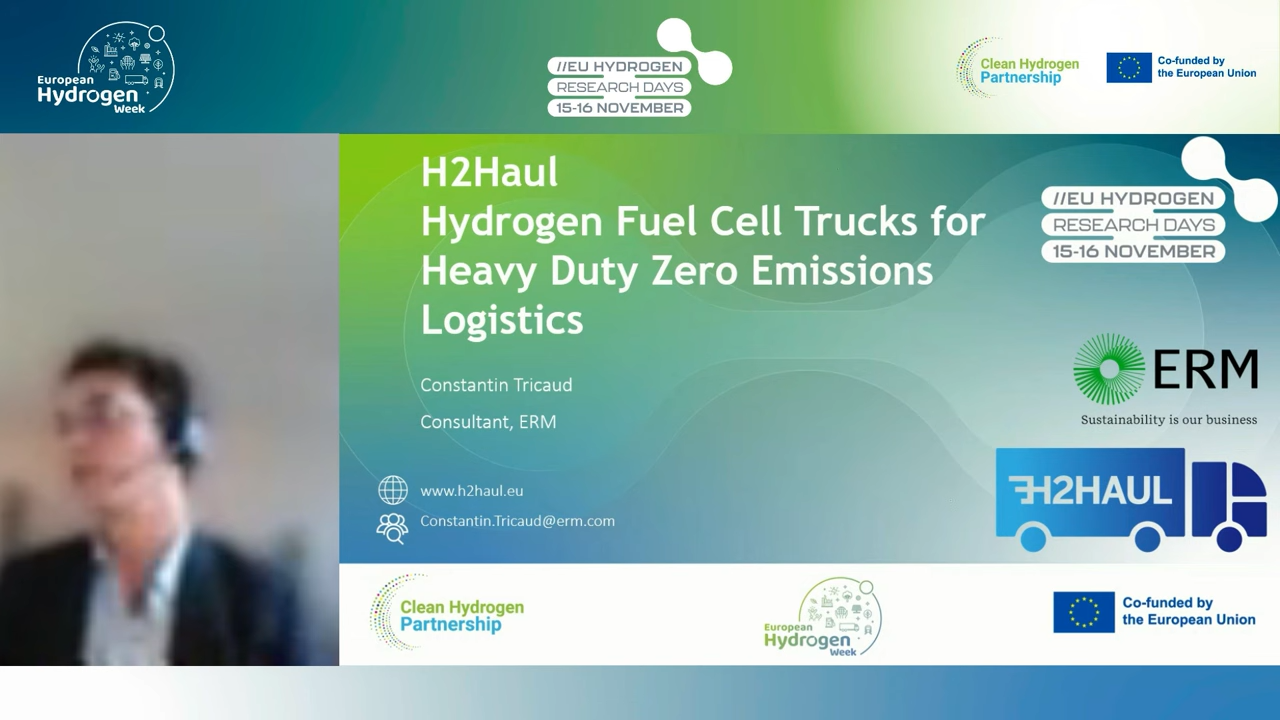 European
Hydrogen
Week
//EU HYDROGEN
RESEARCH DAYS
15-16 NOVEMBER
Clean Hydrogen
Partnership
Co-funded by
the European Union
H2Haul
Hydrogen Fuel Cell Trucks for
Heavy Duty Zero Emissions
Logistics
//EU HYDROGEN
RESEARCH DAYS
15-16 NOVEMBER
Constantin Tricaud
Consultant, ERM
ERM
Sustainability is our business
www.h2haul.eu
Constantin.Tricaud@erm.com
H2HAUL
Clean Hydrogen
Partnership
European
Hydrogen
Week
Co-funded by
the European Union